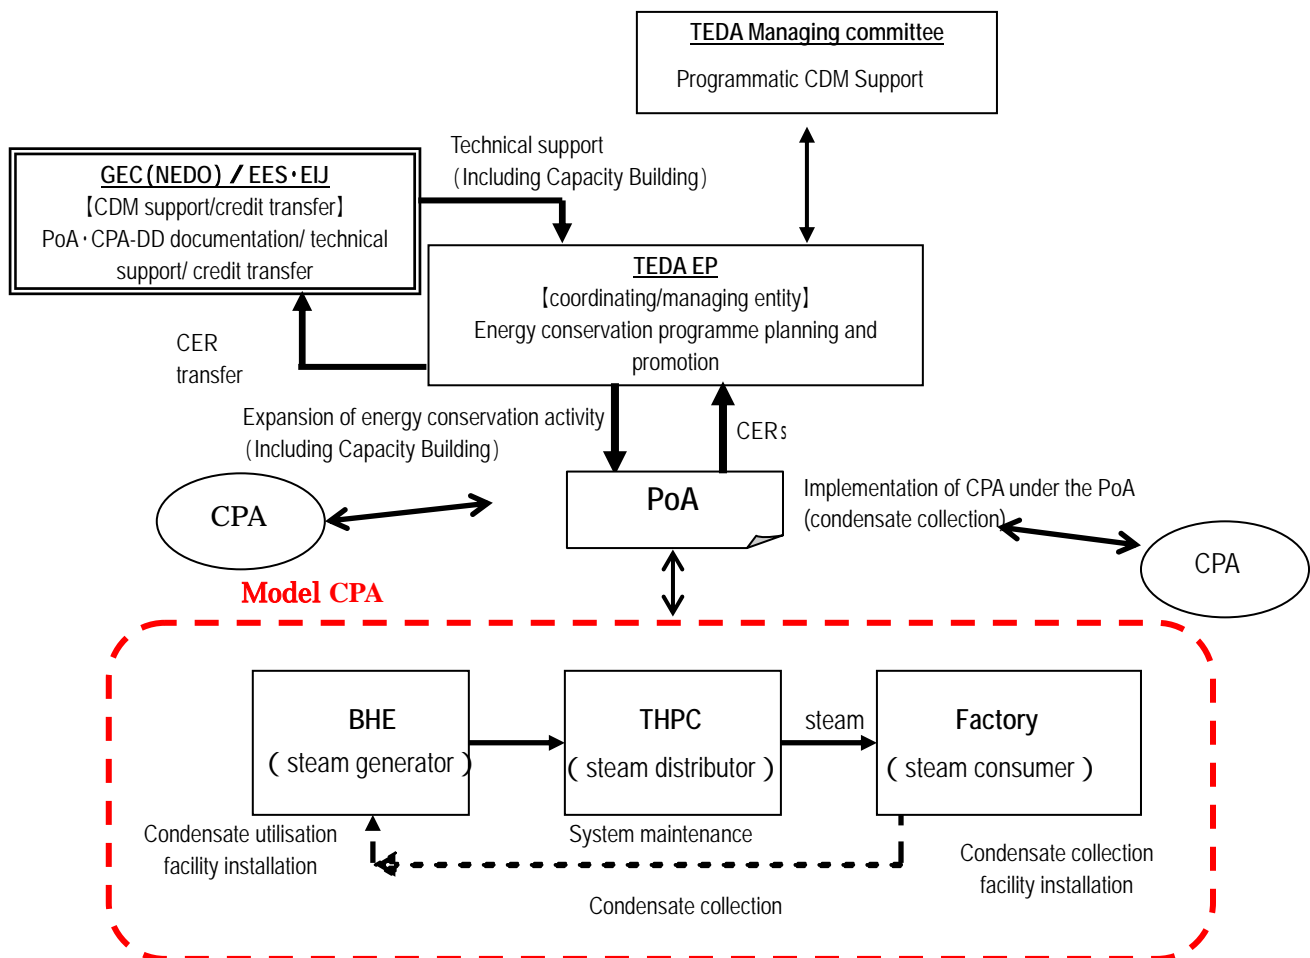 TEDA Managing committee
Programmatic CDM Support
Technical support
(Including Capacity Building)
GEC(NEDO) / EES・EIJ
【CDM support/credit transfer】
PoA・CPA-DD documentation/ technical
support/ credit transfer
TEDA EP
【coordinating/managing entity】
Energy conservation programme planning and
promotion
CER
transfer
Expansion of energy conservation activity
(Including Capacity Building)
CERs
PoA
Implementation of CPA under the PoA
(condensate collection)
CPA
CPA
Model CPA
BHE
( steam generator )
THPC
( steam distributor )
steam
Factory
( steam consumer )
Condensate utilisation
facility installation
System maintenance
Condensate collection
facility installation
Condensate collection